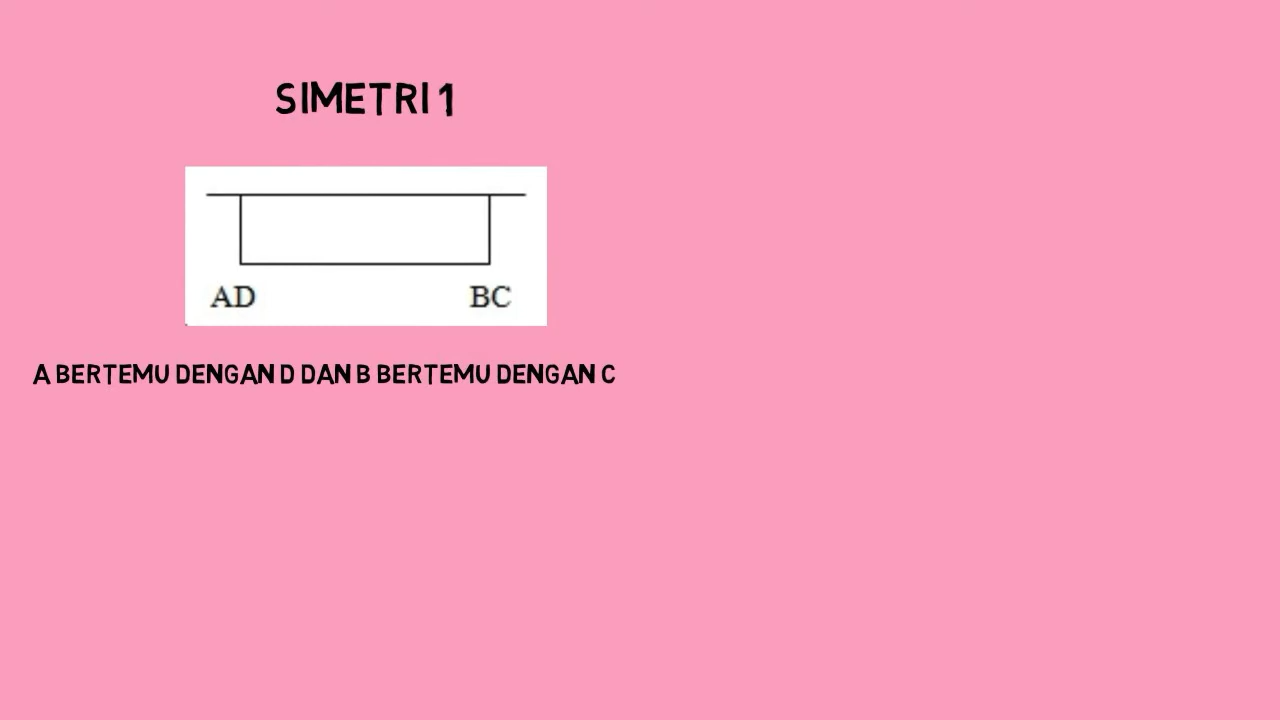 SIMETRI 1
AD BC
A BERTEMU DENGAN D DAN B BERTEMU DENGAN C